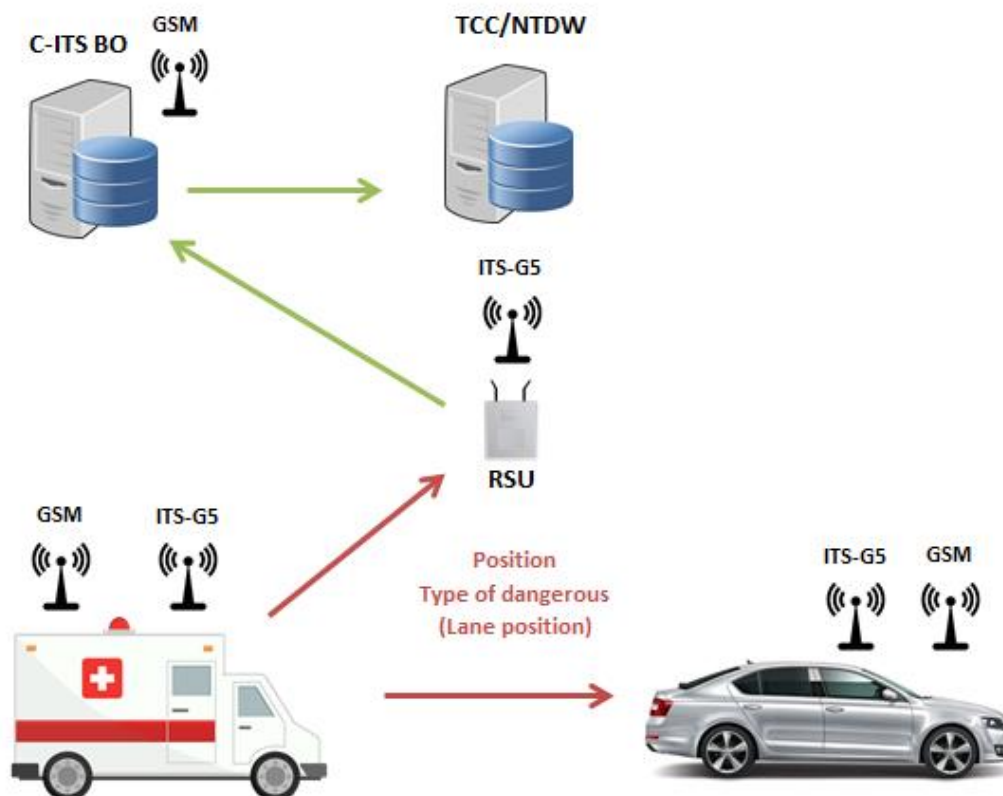 GSM
C-ITS BO
TCC/NTDW
ITS-G5
RSU
GSM
ITS-G5
Position
Type of dangerous
(Lane position)
ITS-G5
GSM